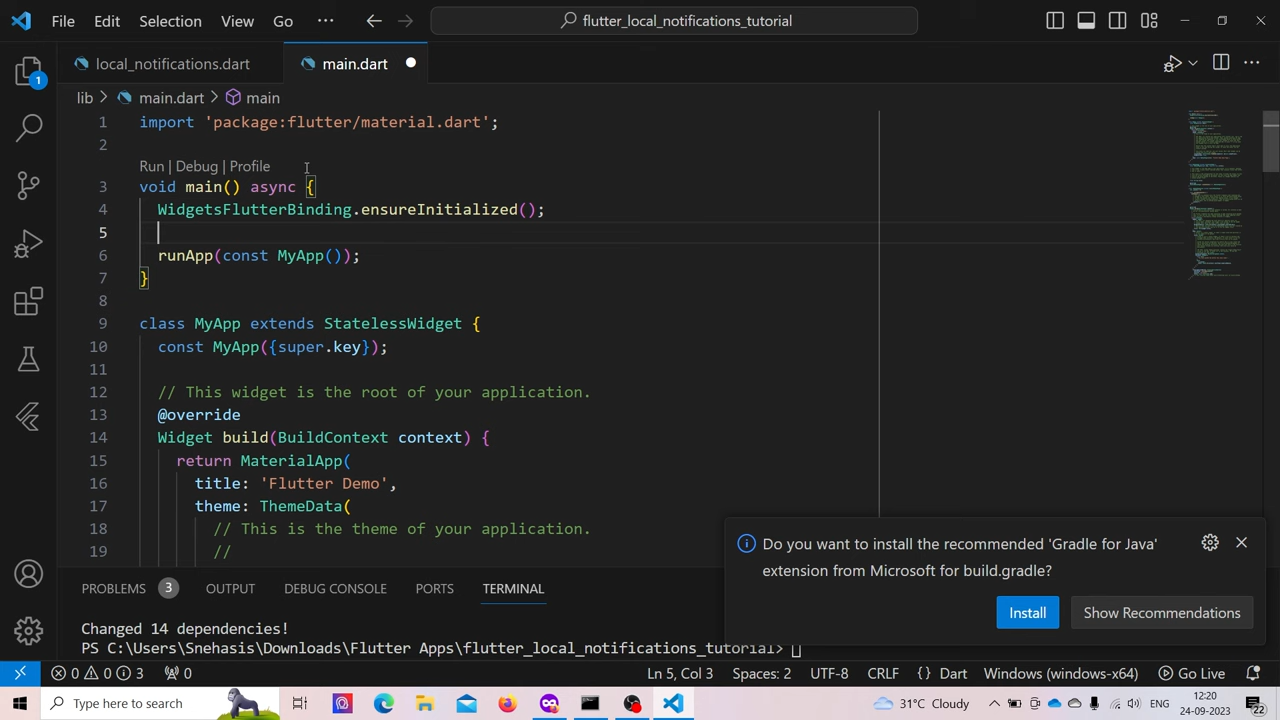 File Edit Selection View Go ··· flutter_local_notifications_tutorial
1
local_notifications.dart main.dart
lib > main.dart > main
1 import 'package:flutter/material.dart';
2
Run | Debug | Profile
3 void main() async {
4 WidgetsFlutterBinding.ensureInitialized();
5
6 runApp(const MyApp());
7 }
8
9 class MyApp extends StatelessWidget {
10 const MyApp({super.key});
11
12 // This widget is the root of your application.
13 @override
14 Widget build(BuildContext context) {
15 return MaterialApp(
16 title: 'Flutter Demo',
17 theme: ThemeData(
18 // This is the theme of your application.
19 //
Do you want to install the recommended 'Gradle for Java'
extension from Microsoft for build.gradle?
Install Show Recommendations
PROBLEMS 3 OUTPUT DEBUG CONSOLE PORTS TERMINAL
Changed 14 dependencies!
PS C:\Users\Snehasis\Downloads\Flutter Apps\flutter_local_notifications_tutorial>
0 0 3 0 Ln 5, Col 3 Spaces: 2 UTF-8 CRLF {} Dart Windows (windows-x64) Go Live
Type here to search 31°C Cloudy ENG 12:20
24-09-2023 22